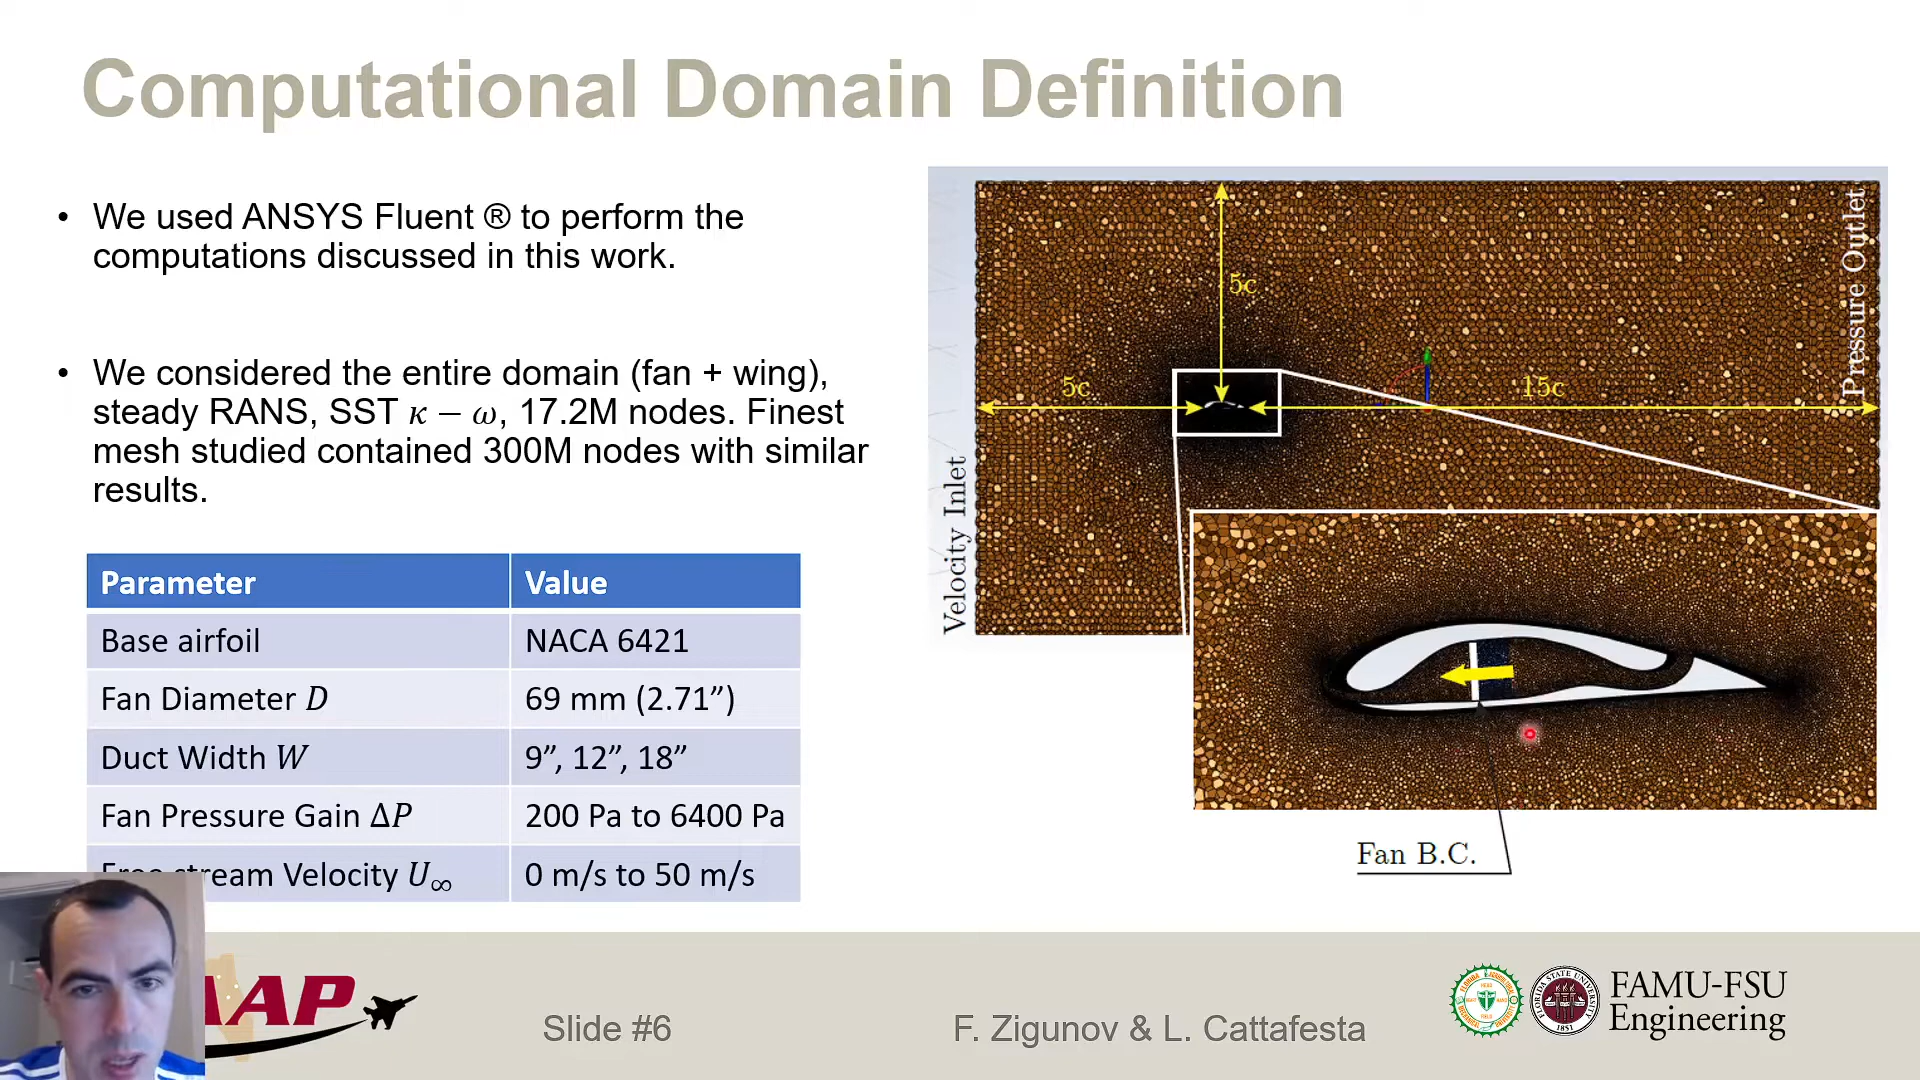 Computational Domain Definition
• We used ANSYS Fluent ® to perform the
computations discussed in this work.
• We considered the entire domain (fan + wing),
steady RANS, SST κ − ω, 17.2M nodes. Finest
mesh studied contained 300M nodes with similar
results.
Parameter Value
Base airfoil NACA 6421
Fan Diameter D 69 mm (2.71”)
Duct Width W 9”, 12”, 18”
Fan Pressure Gain ΔP 200 Pa to 6400 Pa
Free stream Velocity U∞ 0 m/s to 50 m/s
5c
5c
15c
Velocity Inlet
Pressure Outlet
Fan B.C.
AAP
Slide #6
F. Zigunov & L. Cattafesta
FAMU-FSU
Engineering